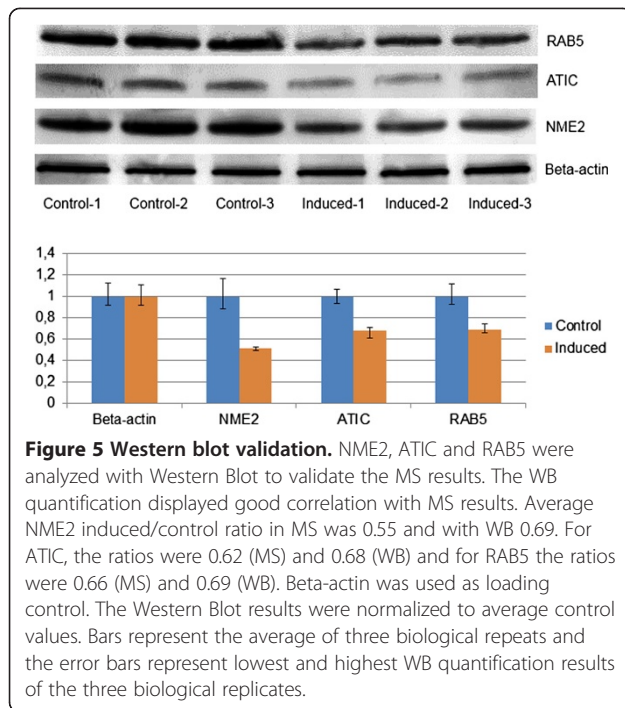 RAB5
ATIC
NME2
Beta-actin
Control-1 Control-2 Control-3 Induced-1 Induced-2 Induced-3
1,4
1,2
1
0,8
0,6
0,4
0,2
0
Beta-actin NME2 ATIC RAB5
Control
Induced
Figure 5 Western blot validation. NME2, ATIC and RAB5 were
analyzed with Western Blot to validate the MS results. The WB
quantification displayed good correlation with MS results. Average
NME2 induced/control ratio in MS was 0.55 and with WB 0.69. For
ATIC, the ratios were 0.62 (MS) and 0.68 (WB) and for RAB5 the ratios
were 0.66 (MS) and 0.69 (WB). Beta-actin was used as loading
control. The Western Blot results were normalized to average control
values. Bars represent the average of three biological repeats and
the error bars represent lowest and highest WB quantification results
of the three biological replicates.